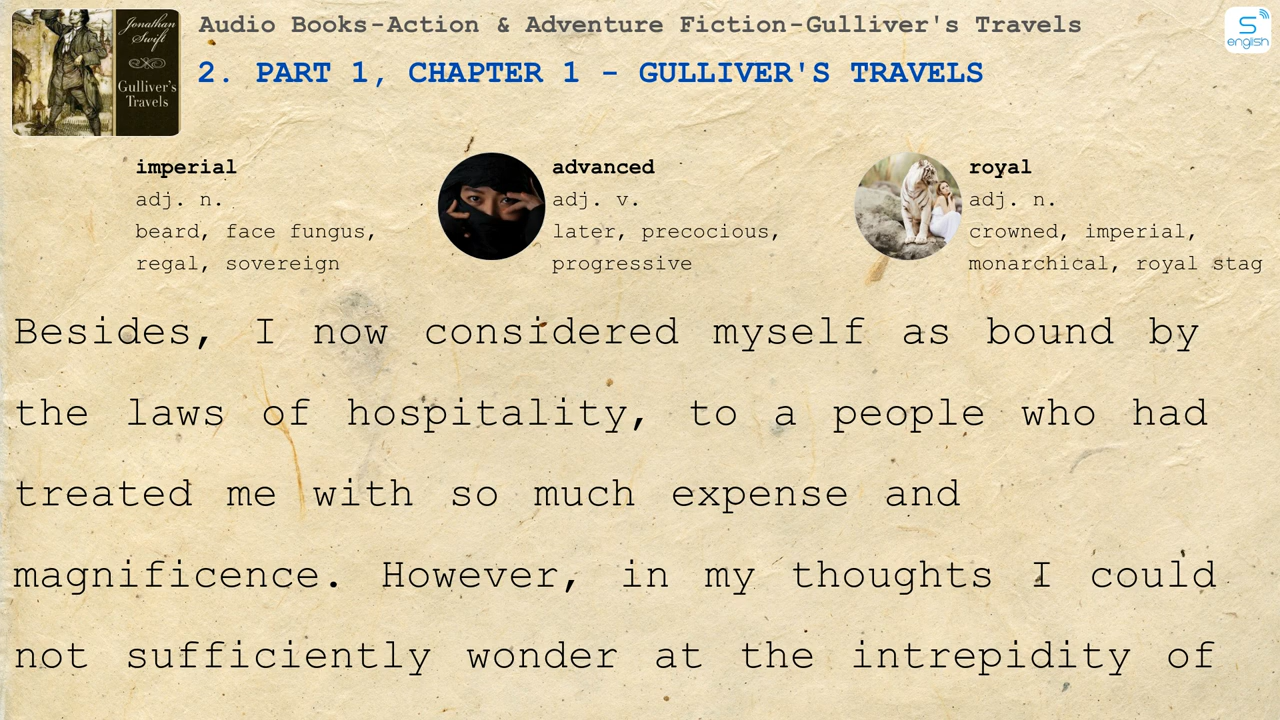 Jonathan
Swift
Gulliver's
Travels
Audio Books-Action & Adventure Fiction-Gulliver's Travels
2. PART 1, CHAPTER 1 - GULLIVER'S TRAVELS
S
english
imperial
adj. n.
beard, face fungus,
regal, sovereign
advanced
adj. v.
later, precocious,
progressive
royal
adj. n.
crowned, imperial,
monarchical, royal stag
Besides, I now considered myself as bound by
the laws of hospitality, to a people who had
treated me with so much expense and
magnificence. However, in my thoughts I could
not sufficiently wonder at the intrepidity of